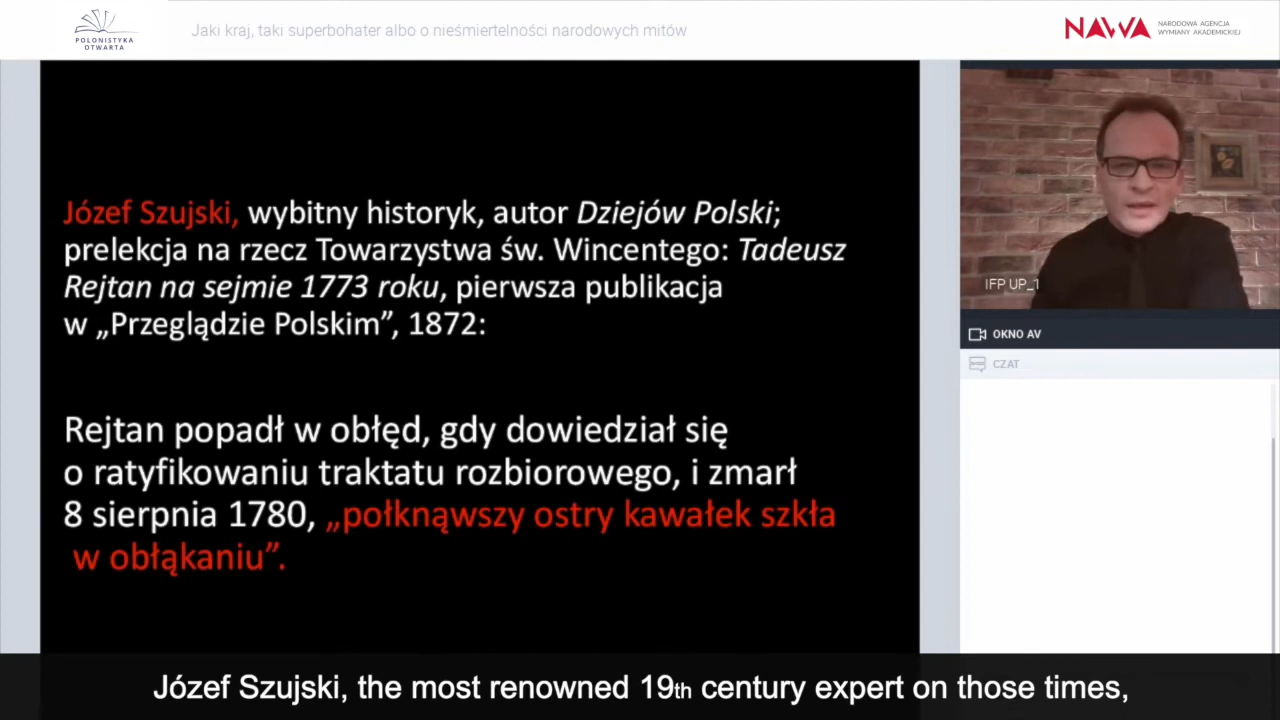 POLONISTYKA
OTWARTA
Jaki kraj, taki superbohater albo o nieśmiertelności narodowych mitów
NAWA
NARODOWA AGENCJA
WYMIANY AKADEMICKIEJ
Józef Szujski, wybitny historyk, autor Dziejów Polski;
prelekcja na rzecz Towarzystwa św. Wincentego: Tadeusz
Rejtan na sejmie 1773 roku, pierwsza publikacja
w „Przeglądzie Polskim”, 1872:
Rejtan popadł w obłęd, gdy dowiedział się
o ratyfikowaniu traktatu rozbiorowego, i zmarł
8 sierpnia 1780, „połknąwszy ostry kawałek szkła
w obłąkaniu”.
IFP UP_1
OKNO AV
CZAT
Józef Szujski, the most renowned 19th century expert on those times,